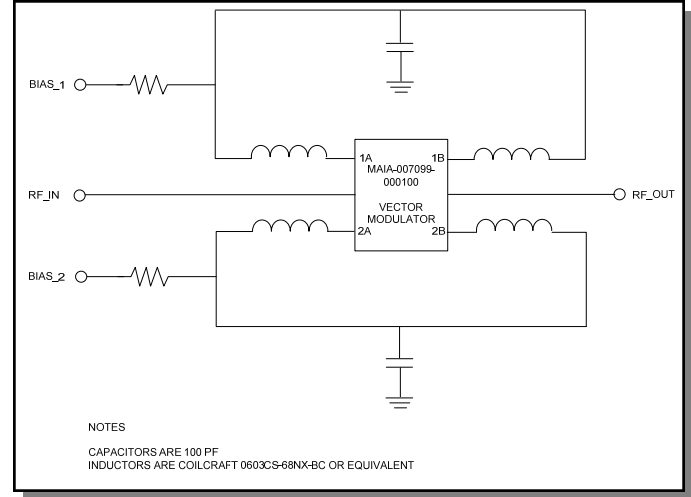 BIAS_1
1A
1B
MAIA-007099-
000100
RF_IN
RF_OUT
VECTOR
MODULATOR
2A
2B
BIAS_2
NOTES
CAPACITORS ARE 100 PF
INDUCTORS ARE COILCRAFT 0603CS-68NX-BC OR EQUIVALENT